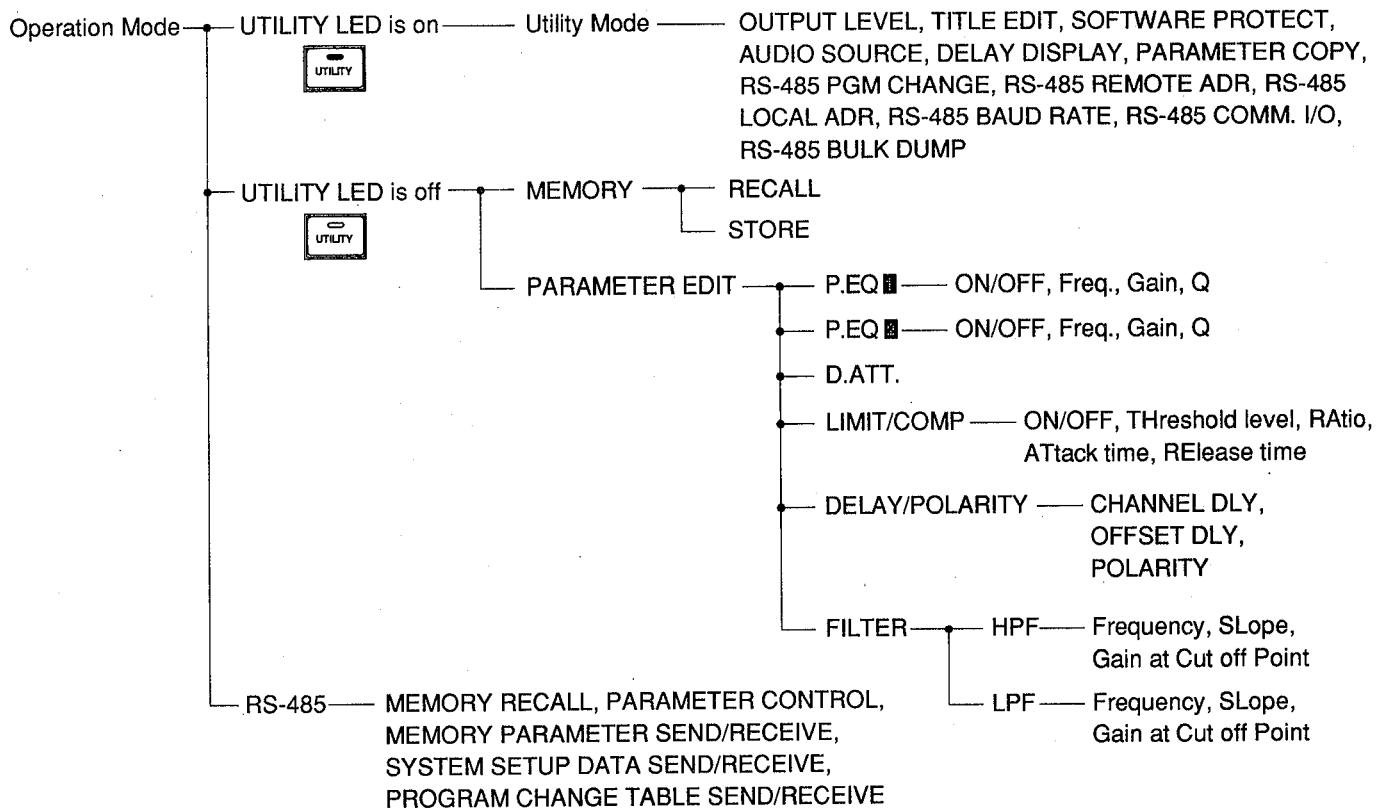 Operation Mode UTILITY LED is on Utility Mode OUTPUT LEVEL, TITLE EDIT, SOFTWARE PROTECT,
AUDIO SOURCE, DELAY DISPLAY, PARAMETER COPY,
UTILITY
RS-485 PGM CHANGE, RS-485 REMOTE ADR, RS-485
LOCAL ADR, RS-485 BAUD RATE, RS-485 COMM. I/O,
RS-485 BULK DUMP
UTILITY LED is off MEMORY RECALL
UTILITY
STORE
PARAMETER EDIT P.EQ ON/OFF, Freq., Gain, Q
P.EQ ON/OFF, Freq., Gain, Q
D.ATT.
LIMIT/COMP ON/OFF, THreshold level, RAtio,
ATtack time, RElease time
DELAY/POLARITY CHANNEL DLY,
OFFSET DLY,
POLARITY
FILTER HPF Frequency, SLope,
Gain at Cut off Point
LPF Frequency, SLope,
Gain at Cut off Point
RS-485 MEMORY RECALL, PARAMETER CONTROL,
MEMORY PARAMETER SEND/RECEIVE,
SYSTEM SETUP DATA SEND/RECEIVE,
PROGRAM CHANGE TABLE SEND/RECEIVE